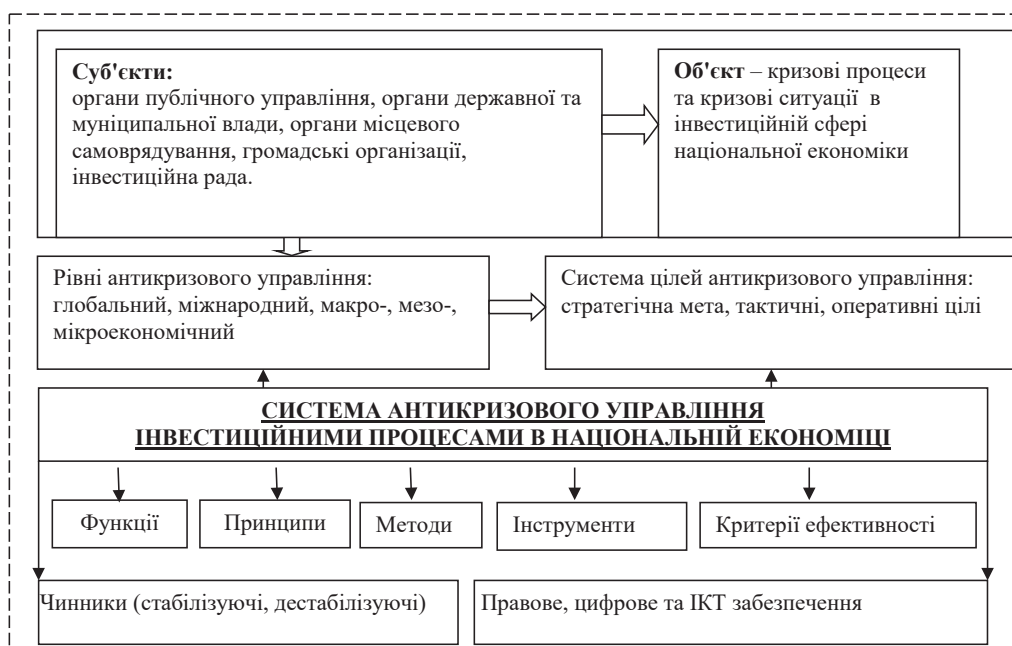 Суб'єкти:
органи публічного управління, органи державної та
муніципальної влади, органи місцевого
самоврядування, громадські організації,
інвестиційна рада.
Об'єкт – кризові процеси
та кризові ситуації в
інвестиційній сфері
національної економіки
Рівні антикризового управління:
глобальний, міжнародний, макро-, мезо-,
мікроекономічний
Система цілей антикризового управління:
стратегічна мета, тактичні, оперативні цілі
СИСТЕМА АНТИКРИЗОВОГО УПРАВЛІННЯ
ІНВЕСТИЦІЙНИМИ ПРОЦЕСАМИ В НАЦІОНАЛЬНІЙ ЕКОНОМІЦІ
Функції
Принципи
Методи
Інструменти
Критерії ефективності
Чинники (стабілізуючі, дестабілізуючі)
Правове, цифрове та ІКТ забезпечення